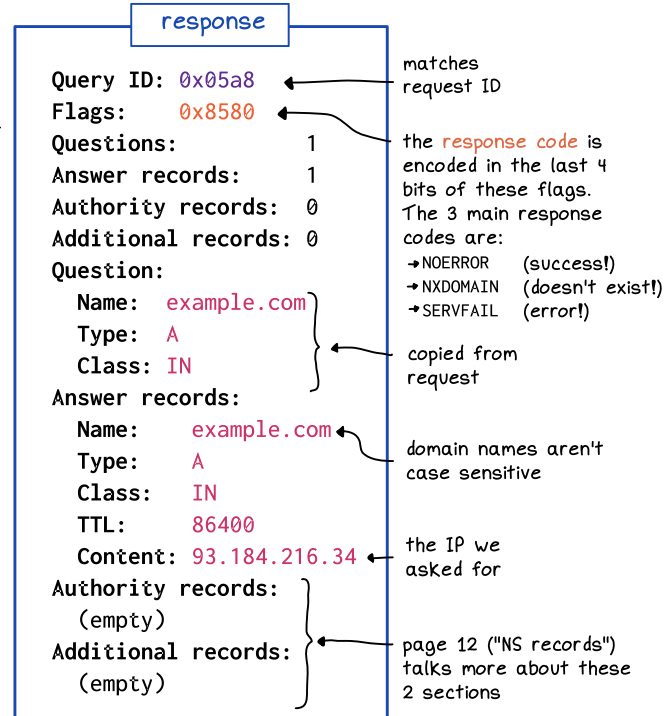 response
Query ID: 0x05a8
matches
request ID
Flags: 0x8580
the response code is
encoded in the last 4
bits of these flags.
The 3 main response
codes are:
→NOERROR (success!)
→NXDOMAIN (doesn't exist!)
→SERVFAIL (error!)
Questions: 1
Answer records: 1
Authority records: 0
Additional records: 0
Question:
Name: example.com
Type: A
Class: IN
copied from
request
Answer records:
Name: example.com
domain names aren't
case sensitive
Type: A
Class: IN
TTL: 86400
Content: 93.184.216.34
the IP we
asked for
Authority records:
(empty)
Additional records:
(empty)
page 12 ("NS records")
talks more about these
2 sections